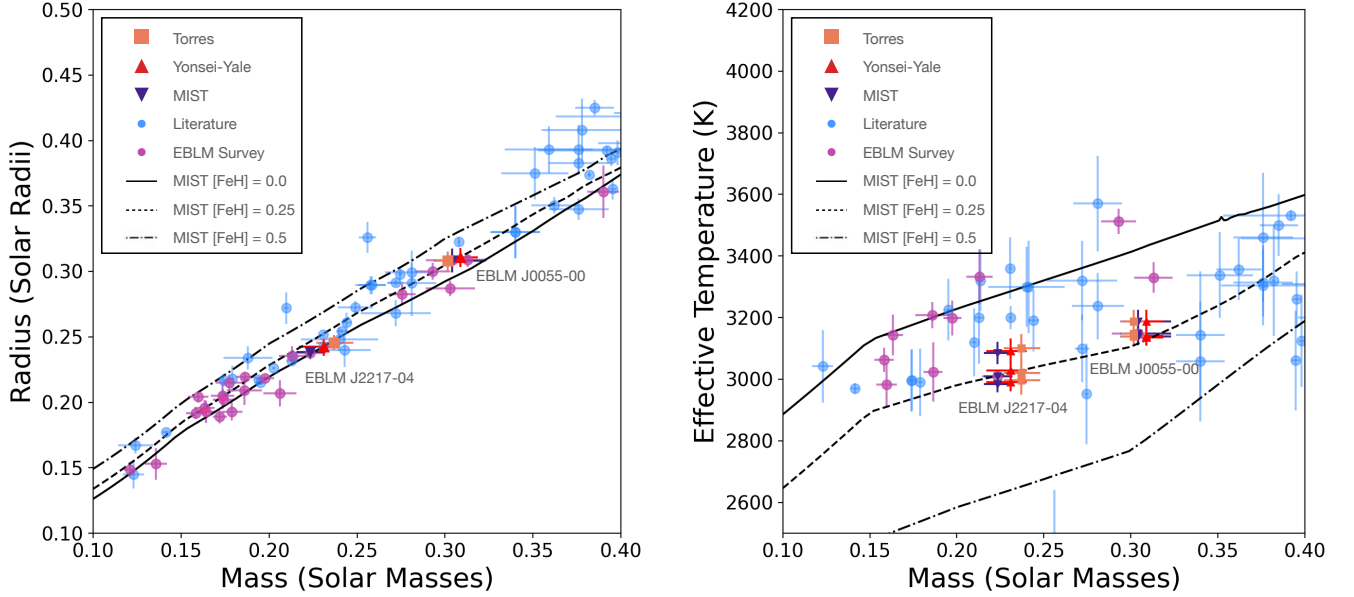 0.50
0.45
0.40
0.35
0.30
0.25
0.20
0.15
0.10
Radius (Solar Radii)
Torres
Yonsei-Yale
MIST
Literature
EBLM Survey
MIST [FeH] = 0.0
MIST [FeH] = 0.25
MIST [FeH] = 0.5
EBLM J0055-00
EBLM J2217-04
0.10 0.15 0.20 0.25 0.30 0.35 0.40
Mass (Solar Masses)
4200
4000
3800
3600
3400
3200
3000
2800
2600
Effective Temperature (K)
Torres
Yonsei-Yale
MIST
Literature
EBLM Survey
MIST [FeH] = 0.0
MIST [FeH] = 0.25
MIST [FeH] = 0.5
EBLM J0055-00
EBLM J2217-04
0.10 0.15 0.20 0.25 0.30 0.35 0.40
Mass (Solar Masses)